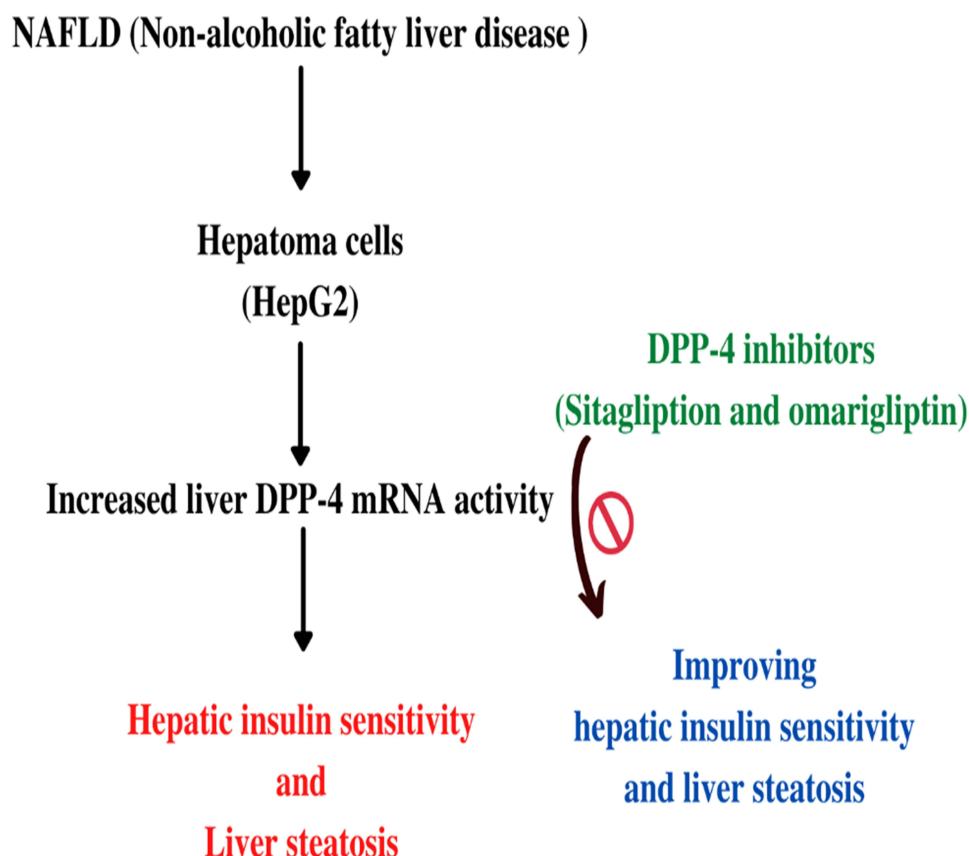 NAFLD (Non-alcoholic fatty liver disease )
Hepatoma cells
(HepG2)
DPP-4 inhibitors
(Sitagliption and omarigliptin)
Increased liver DPP-4 mRNA activity
Improving
hepatic insulin sensitivity
and liver steatosis
Hepatic insulin sensitivity
and
Liver steatosis